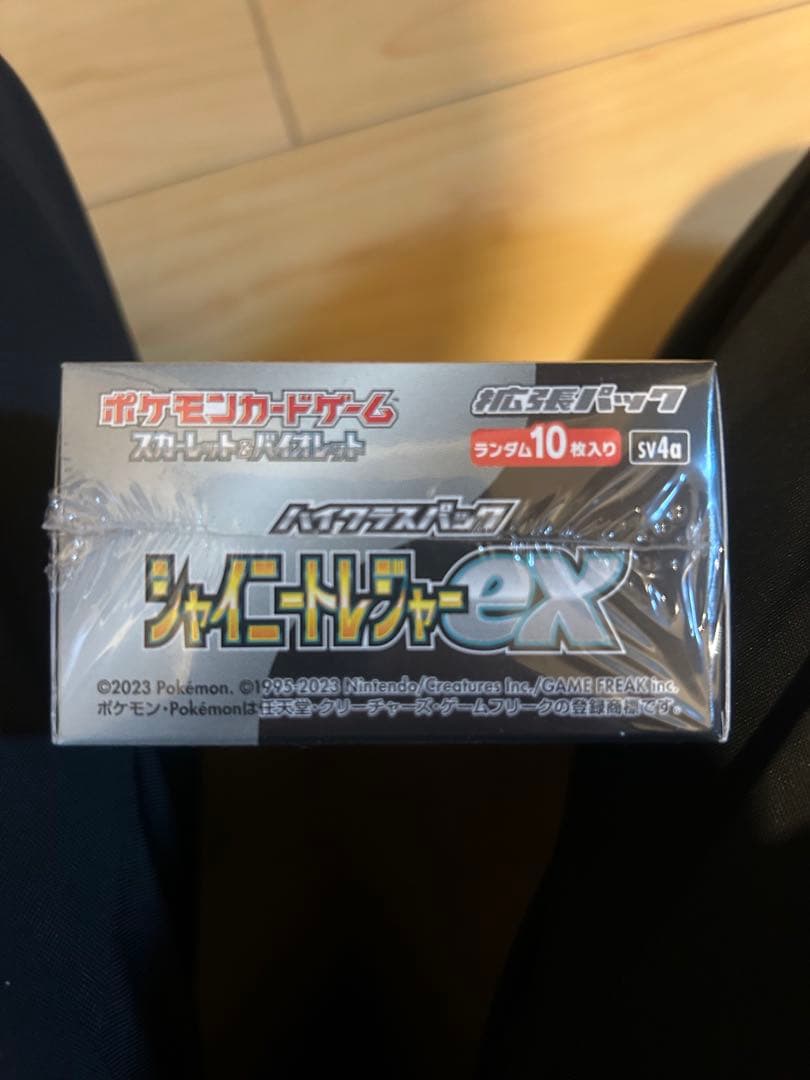 ポケモンカードゲーム
スカーレット&バイオレット
拡張パック
ランダム10枚入り
SV4a
ハイクラスパック
シャイニートレジャーex
©2023 Pokémon. ©1995-2023 Nintendo/Creatures Inc./GAME FREAK inc.
ポケモン・Pokémonは任天堂・クリーチャーズ・ゲームフリークの登録商標です。